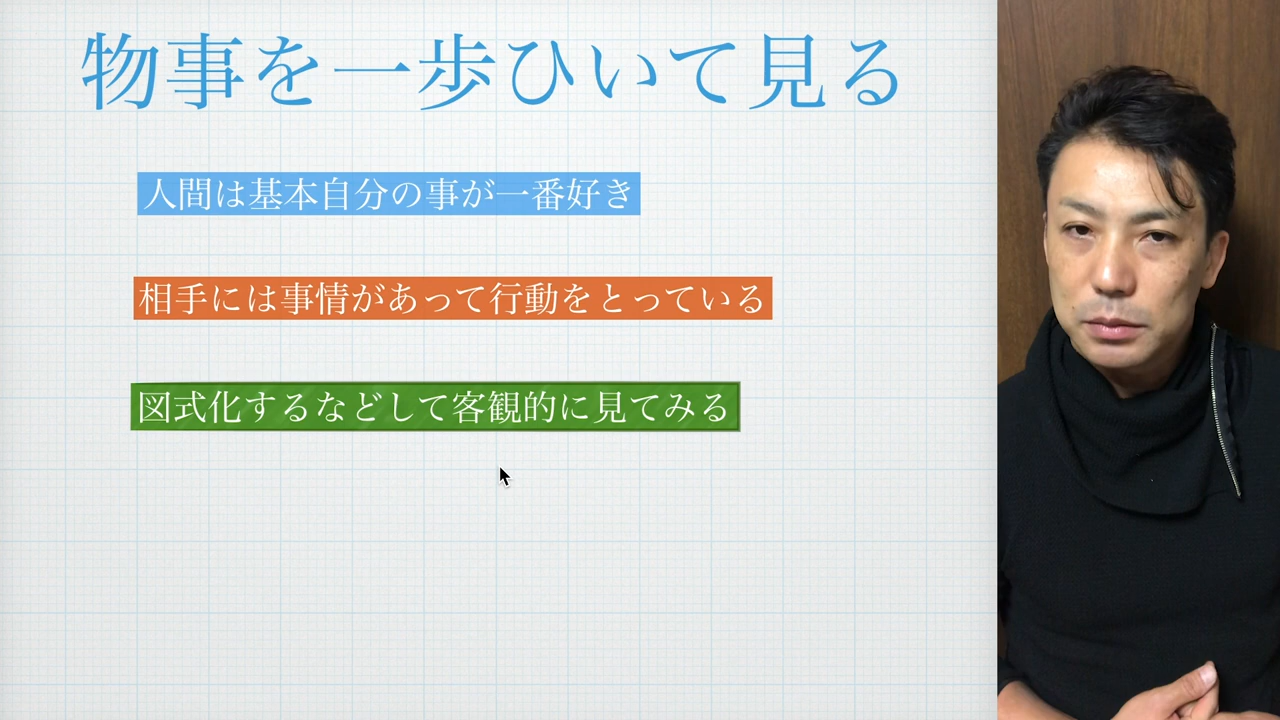 物事を一歩ひいて見る
人間は基本自分の事が一番好き
相手には事情があって行動をとっている
図式化するなどして客観的に見てみる